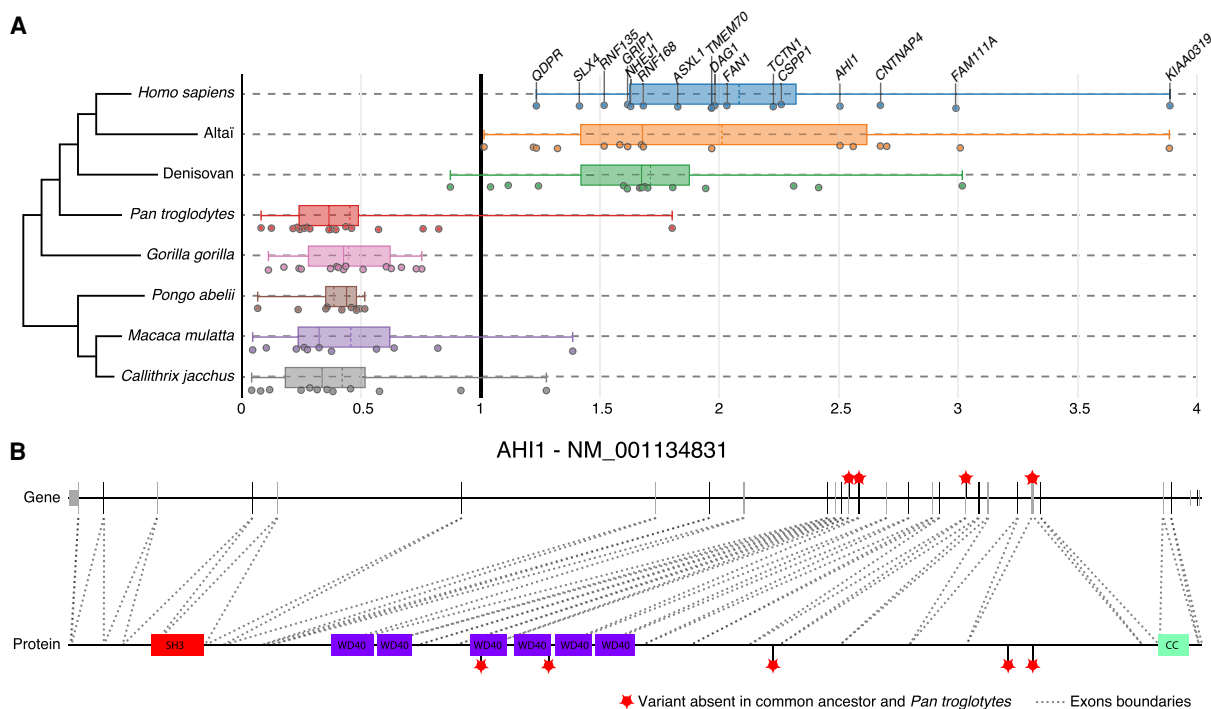 A
QDPR
SLX4
RNF135
GRIP1
NHEJ1
RNF168
ASXL1
TMEM70
DAG1
FAN1
TCTN1
CSPP1
AHI1
CNTNAP4
FAM111A
KIAA0319
Homo sapiens
Altaï
Denisovan
Pan troglodytes
Gorilla gorilla
Pongo abelii
Macaca mulatta
Callithrix jacchus
0 0.5 1 1.5 2 2.5 3 3.5 4
B
AHI1 - NM_001134831
Gene
Protein
SH3 WD40 WD40 WD40 WD40 WD40 WD40 CC
Variant absent in common ancestor and Pan troglotytes
Exons boundaries